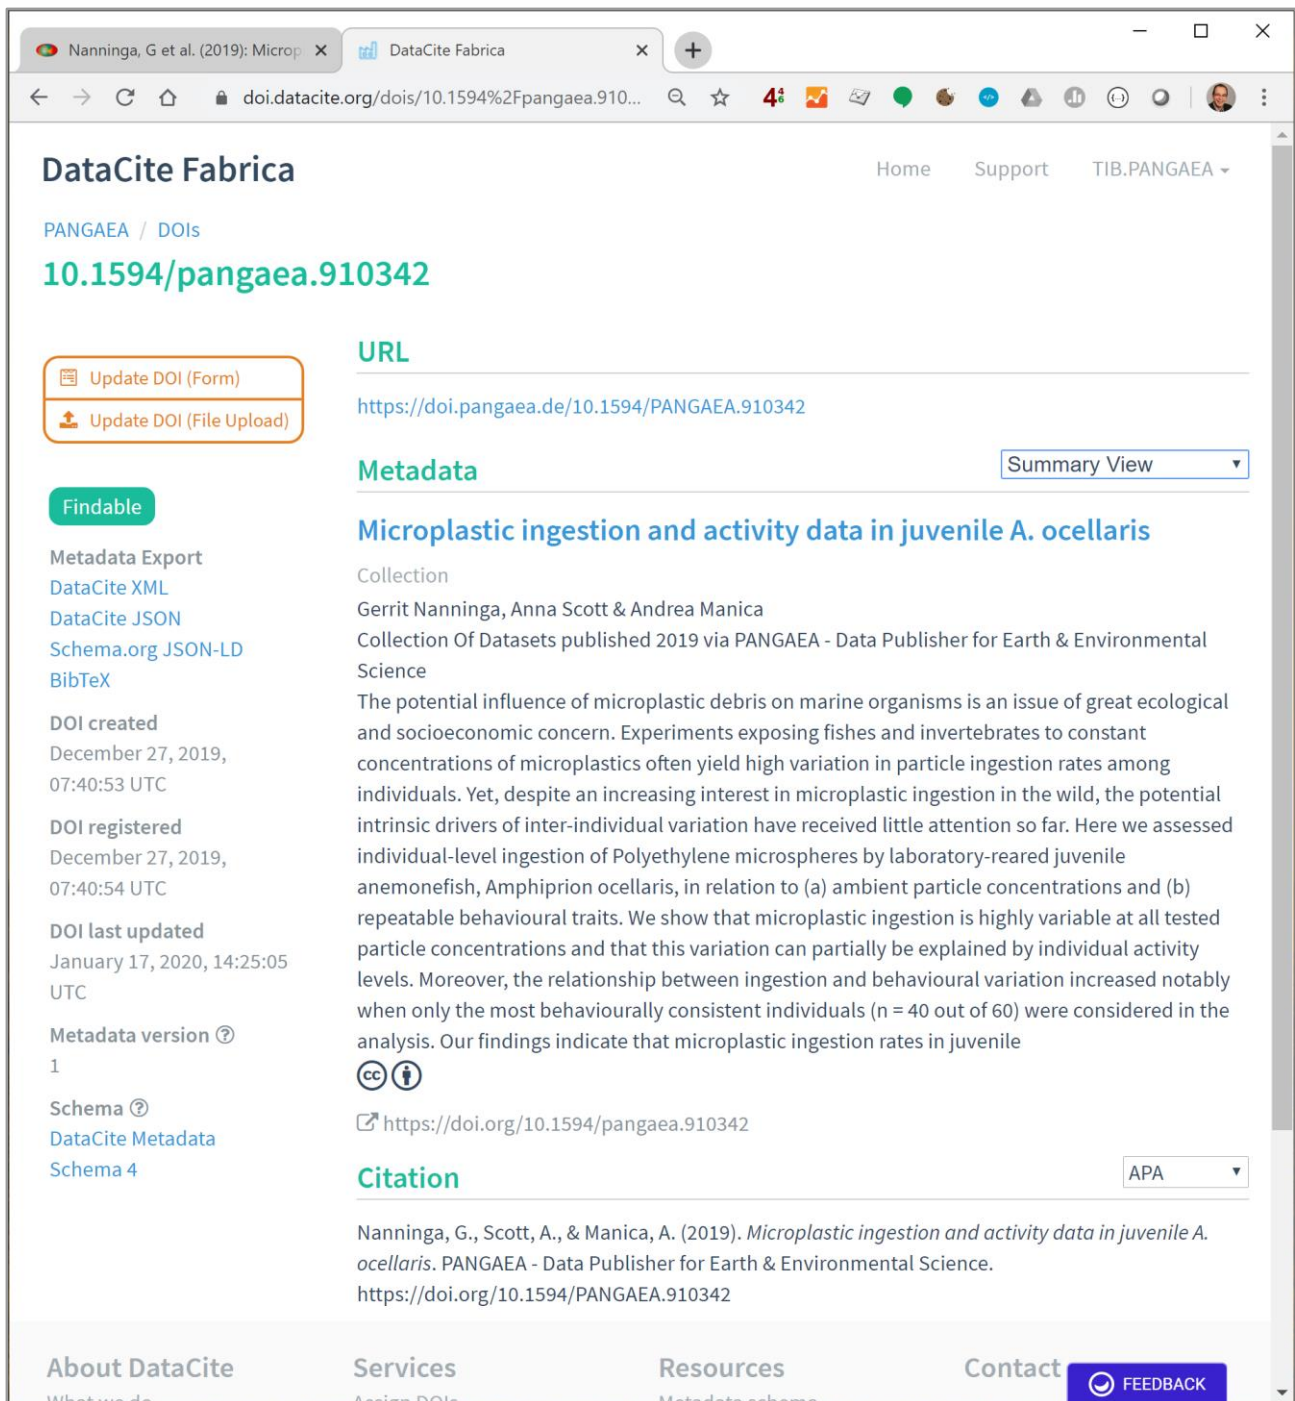 Nanninga, G et al. (2019): Microp
DataCite Fabrica
doi.datacite.org/dois/10.1594%2Fpangaea.910...
DataCite Fabrica
Home Support TIB.PANGAEA
PANGAEA / DOIs
10.1594/pangaea.910342
Update DOI (Form)
Update DOI (File Upload)
Findable
Metadata Export
DataCite XML
DataCite JSON
Schema.org JSON-LD
BibTeX
DOI created
December 27, 2019,
07:40:53 UTC
DOI registered
December 27, 2019,
07:40:54 UTC
DOI last updated
January 17, 2020, 14:25:05
UTC
Metadata version
1
Schema
DataCite Metadata
Schema 4
URL
https://doi.pangaea.de/10.1594/PANGAEA.910342
Metadata
Summary View
Microplastic ingestion and activity data in juvenile A. ocellaris
Collection
Gerrit Nanninga, Anna Scott & Andrea Manica
Collection Of Datasets published 2019 via PANGAEA - Data Publisher for Earth & Environmental
Science
The potential influence of microplastic debris on marine organisms is an issue of great ecological
and socioeconomic concern. Experiments exposing fishes and invertebrates to constant
concentrations of microplastics often yield high variation in particle ingestion rates among
individuals. Yet, despite an increasing interest in microplastic ingestion in the wild, the potential
intrinsic drivers of inter-individual variation have received little attention so far. Here we assessed
individual-level ingestion of Polyethylene microspheres by laboratory-reared juvenile
anemonefish, Amphiprion ocellaris, in relation to (a) ambient particle concentrations and (b)
repeatable behavioural traits. We show that microplastic ingestion is highly variable at all tested
particle concentrations and that this variation can partially be explained by individual activity
levels. Moreover, the relationship between ingestion and behavioural variation increased notably
when only the most behaviourally consistent individuals (n = 40 out of 60) were considered in the
analysis. Our findings indicate that microplastic ingestion rates in juvenile
cc
https://doi.org/10.1594/pangaea.910342
Citation
APA
Nanninga, G., Scott, A., & Manica, A. (2019). Microplastic ingestion and activity data in juvenile A.
ocellaris. PANGAEA - Data Publisher for Earth & Environmental Science.
https://doi.org/10.1594/PANGAEA.910342
About DataCite
Services
Resources
Contact
What we do
Assign DOIs
Metadata schema
FEEDBACK